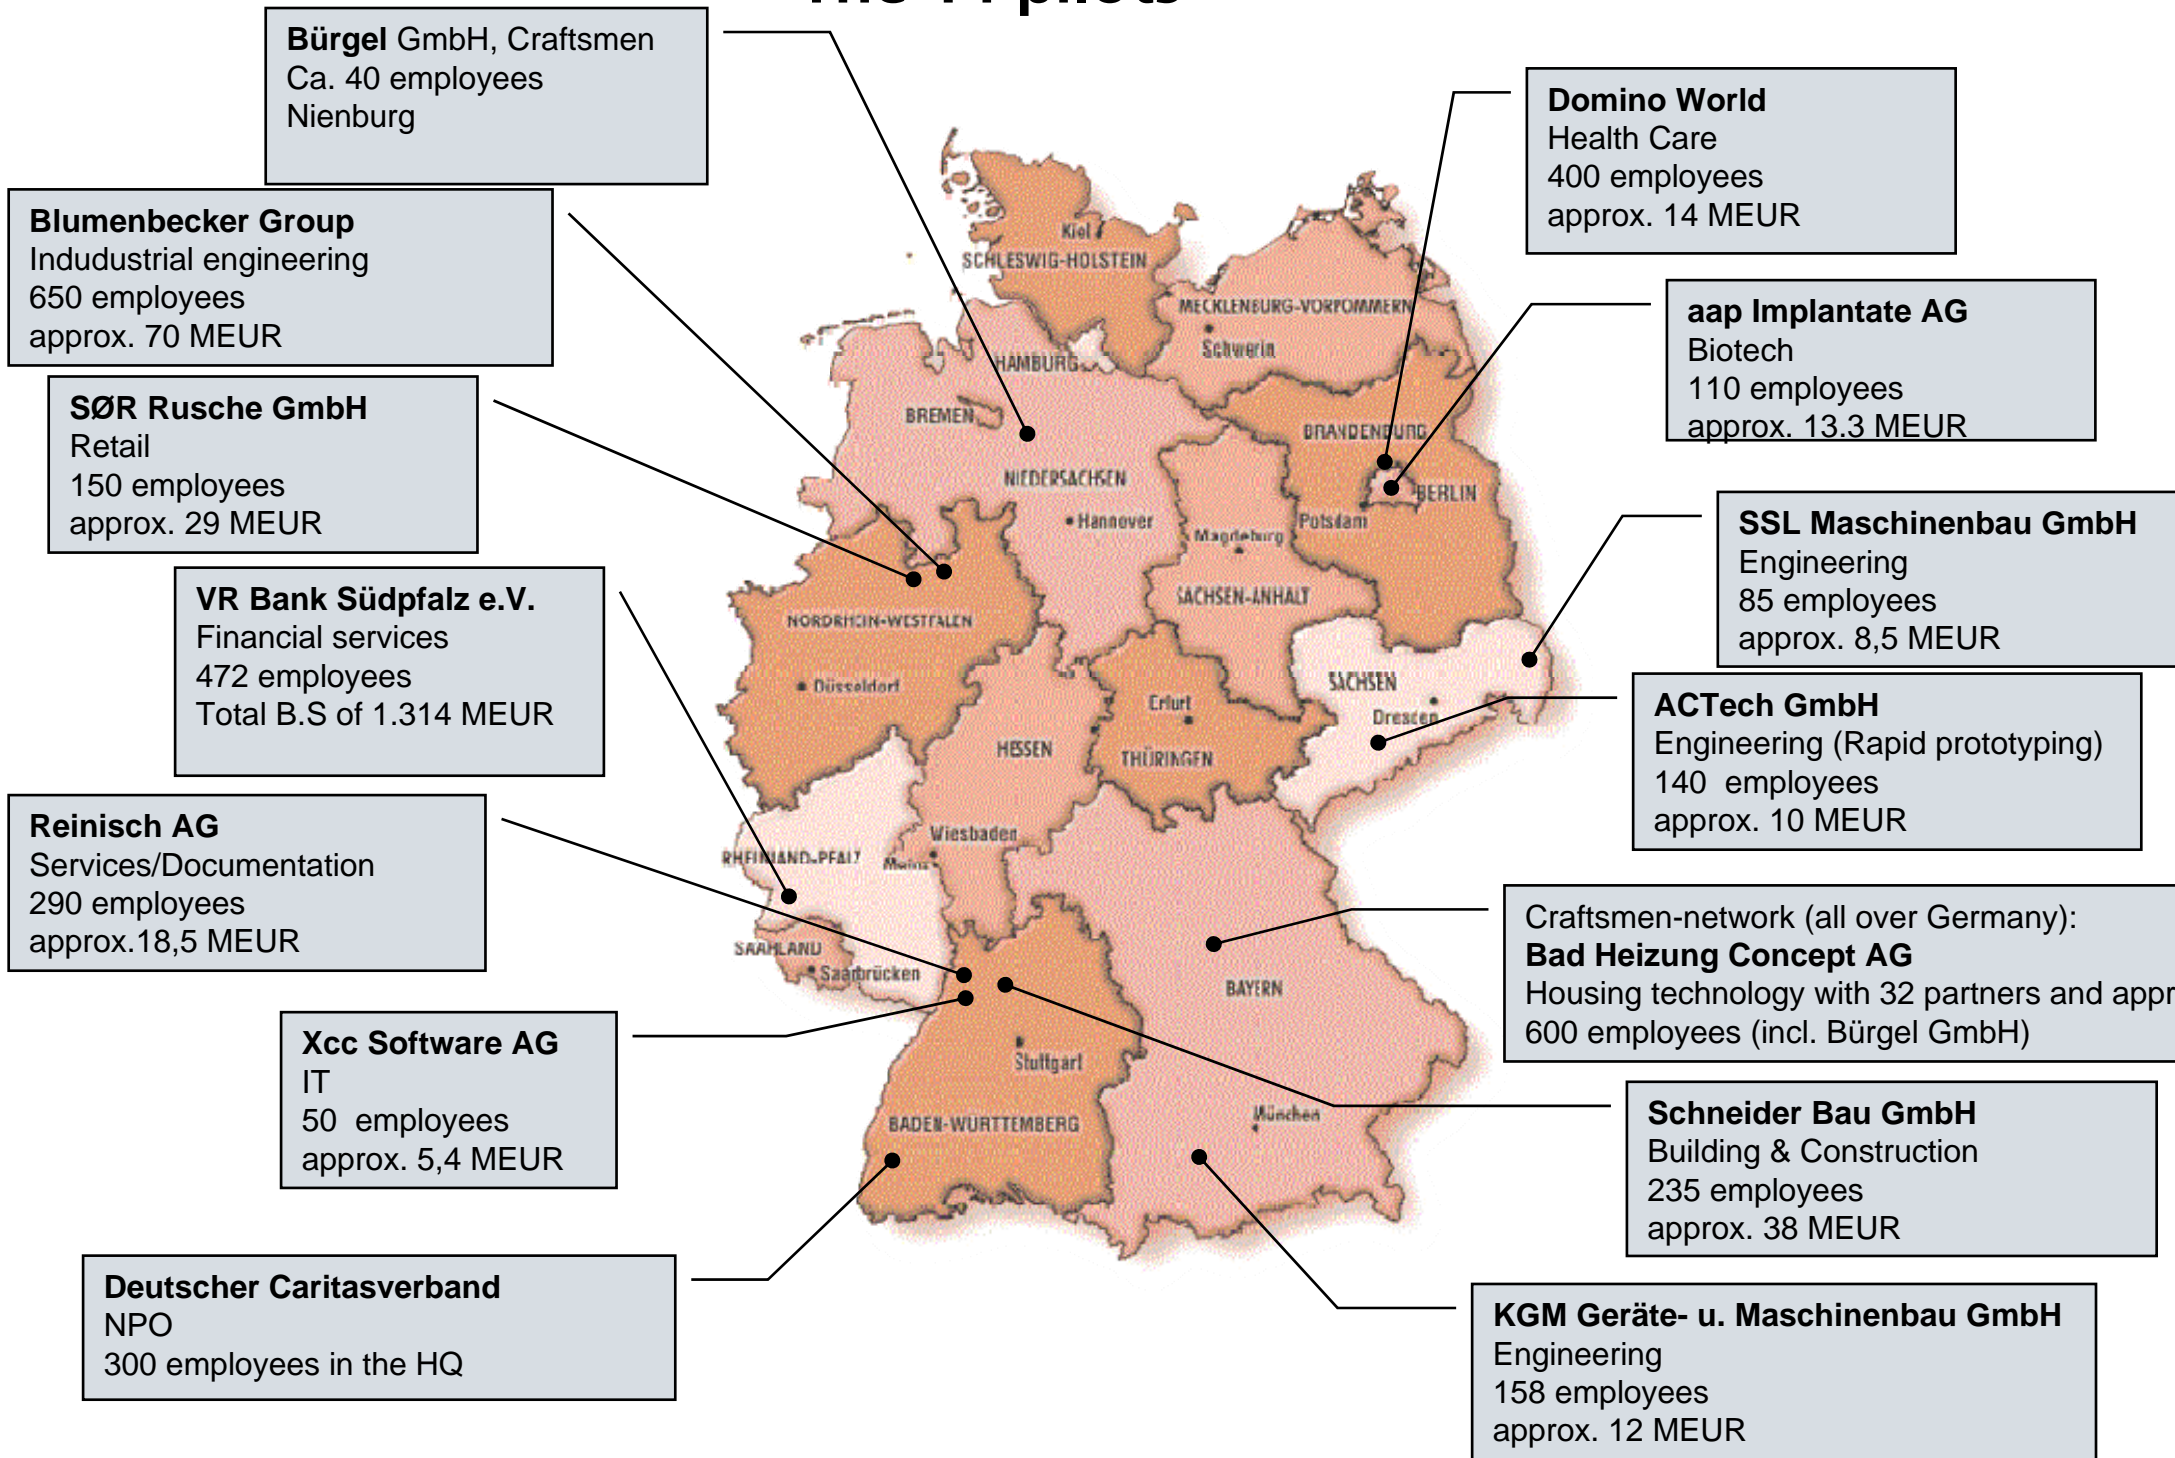 pilots
Bürgel GmbH, Craftsmen
Ca. 40 employees
Nienburg
Blumenbecker Group
Indudustrial engineering
650 employees
approx. 70 MEUR
SØR Rusche GmbH
Retail
150 employees
approx. 29 MEUR
VR Bank Südpfalz e.V.
Financial services
472 employees
Total B.S of 1.314 MEUR
Reinisch AG
Services/Documentation
290 employees
approx.18,5 MEUR
Xcc Software AG
IT
50 employees
approx. 5,4 MEUR
Deutscher Caritasverband
NPO
300 employees in the HQ
Domino World
Health Care
400 employees
approx. 14 MEUR
aap Implantate AG
Biotech
110 employees
approx. 13.3 MEUR
SSL Maschinenbau GmbH
Engineering
85 employees
approx. 8,5 MEUR
ACTech GmbH
Engineering (Rapid prototyping)
140 employees
approx. 10 MEUR
Craftsmen-network (all over Germany):
Bad Heizung Concept AG
Housing technology with 32 partners and appr
600 employees (incl. Bürgel GmbH)
Schneider Bau GmbH
Building & Construction
235 employees
approx. 38 MEUR
KGM Geräte- u. Maschinenbau GmbH
Engineering
158 employees
approx. 12 MEUR
Kiel
SCHLESWIG-HOLSTEIN
MECKLENBURG-VORPOMMERN
Schwerin
HAMBURG
BREMEN
BRANDENBURG
NIEDERSACHSEN
BERLIN
Hannover
Potsdam
Magdeburg
SACHSEN-ANHALT
NORDRHEIN-WESTFALEN
Düsseldorf
SACHSEN
Dresden
Erfurt
HESSEN
THÜRINGEN
Wiesbaden
RHEINLAND-PFALZ
Mainz
SAARLAND
Saarbrücken
BAYERN
Stuttgart
München
BADEN-WÜRTTEMBERG